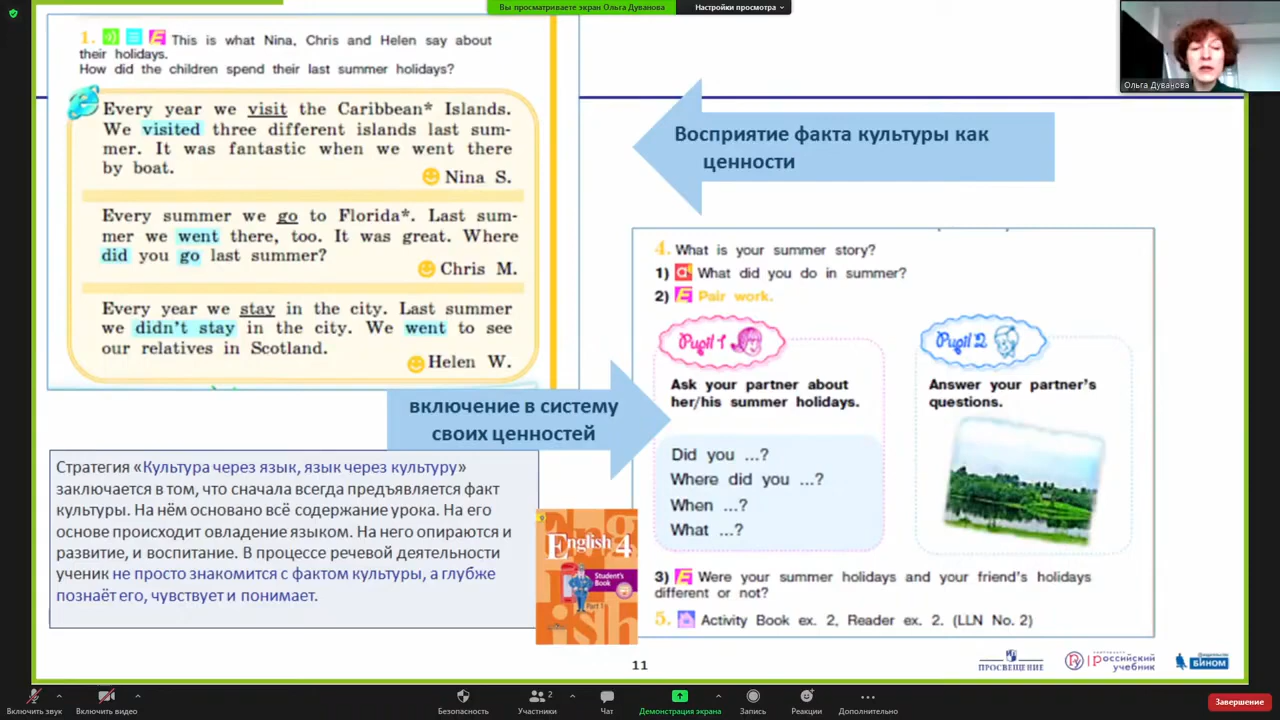 Вы просматриваете экран Ольга Дуванова
Настройки просмотра
1. E This is what Nina, Chris and Helen say about
their holidays.
How did the children spend their last summer holidays?
Every year we visit the Caribbean* Islands.
We visited three different islands last sum-
mer. It was fantastic when we went there
by boat.
Nina S.
Every summer we go to Florida*. Last sum-
mer we went there, too. It was great. Where
did you go last summer?
Chris M.
Every year we stay in the city. Last summer
we didn't stay in the city. We went to see
our relatives in Scotland.
Helen W.
Ольга Дуванова
Восприятие факта культуры как
ценности
включение в систему
своих ценностей
4. What is your summer story?
1) What did you do in summer?
2) E Pair work.
Pupil 1
Ask your partner about
her/his summer holidays.
Did you ...?
Where did you ...?
When ...?
What ...?
Pupil 2
Answer your partner's
questions.
3) E Were your summer holidays and your friend's holidays
different or not?
5. Activity Book ex. 2, Reader ex. 2. (LLN No. 2)
Стратегия «Культура через язык, язык через культуру»
заключается в том, что сначала всегда предъявляется факт
культуры. На нём основано всё содержание урока. На его
основе происходит овладение языком. На него опираются и
развитие, и воспитание. В процессе речевой деятельности
ученик не просто знакомится с фактом культуры, а глубже
познаёт его, чувствует и понимает.
English 4
Student's
Book
Part 1
11
ПРОСВЕЩЕНИЕ
российский
учебник
БИНОМ
Включить звук
Включить видео
Безопасность
Участники
2
Чат
Демонстрация экрана
Запись
Реакции
Дополнительно
Завершение